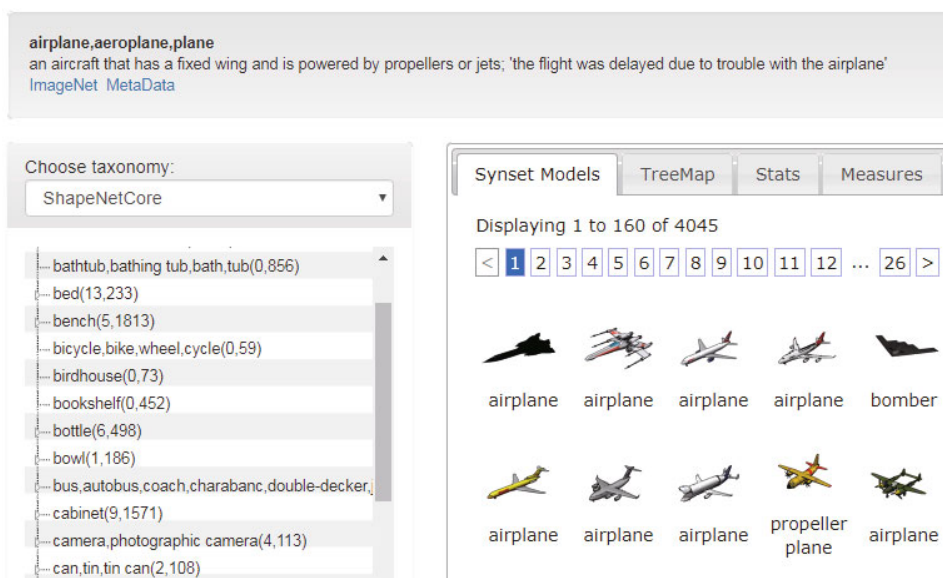 airplane,aeroplane,plane
an aircraft that has a fixed wing and is powered by propellers or jets; 'the flight was delayed due to trouble with the airplane'
ImageNet MetaData
Choose taxonomy:
ShapeNetCore
bathtub,bathing tub,bath,tub(0,856)
bed(13,233)
bench(5,1813)
bicycle,bike,wheel,cycle(0,59)
birdhouse(0,73)
bookshelf(0,452)
bottle(6,498)
bowl(1,186)
bus,autobus,coach,charabanc,double-decker,j
cabinet(9,1571)
camera,photographic camera(4,113)
can,tin,tin can(2,108)
Synset Models TreeMap Stats Measures
Displaying 1 to 160 of 4045
< 1 2 3 4 5 6 7 8 9 10 11 12 ... 26 >
airplane airplane airplane airplane bomber
airplane airplane airplane propeller plane airplane